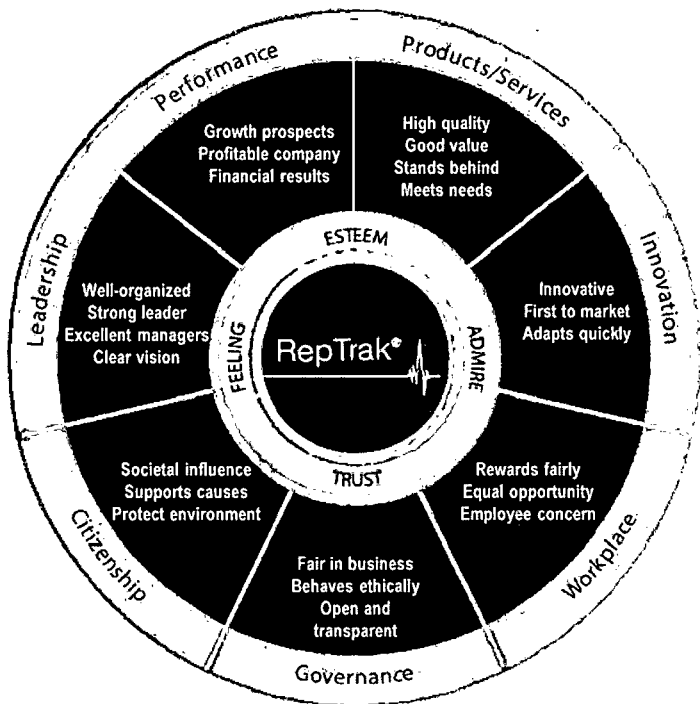 Performance
Growth prospects
Profitable company
Financial results
Products/Services
High quality
Good value
Stands behind
Meets needs
Innovation
Innovative
First to market
Adapts quickly
Workplace
Rewards fairly
Equal opportunity
Employee concern
Governance
Fair in business
Behaves ethically
Open and
transparent
Citizenship
Societal influence
Supports causes
Protect environment
Leadership
Well-organized
Strong leader
Excellent managers
Clear vision
ESTEEM
ADMIRE
TRUST
FEELING
RepTrak®